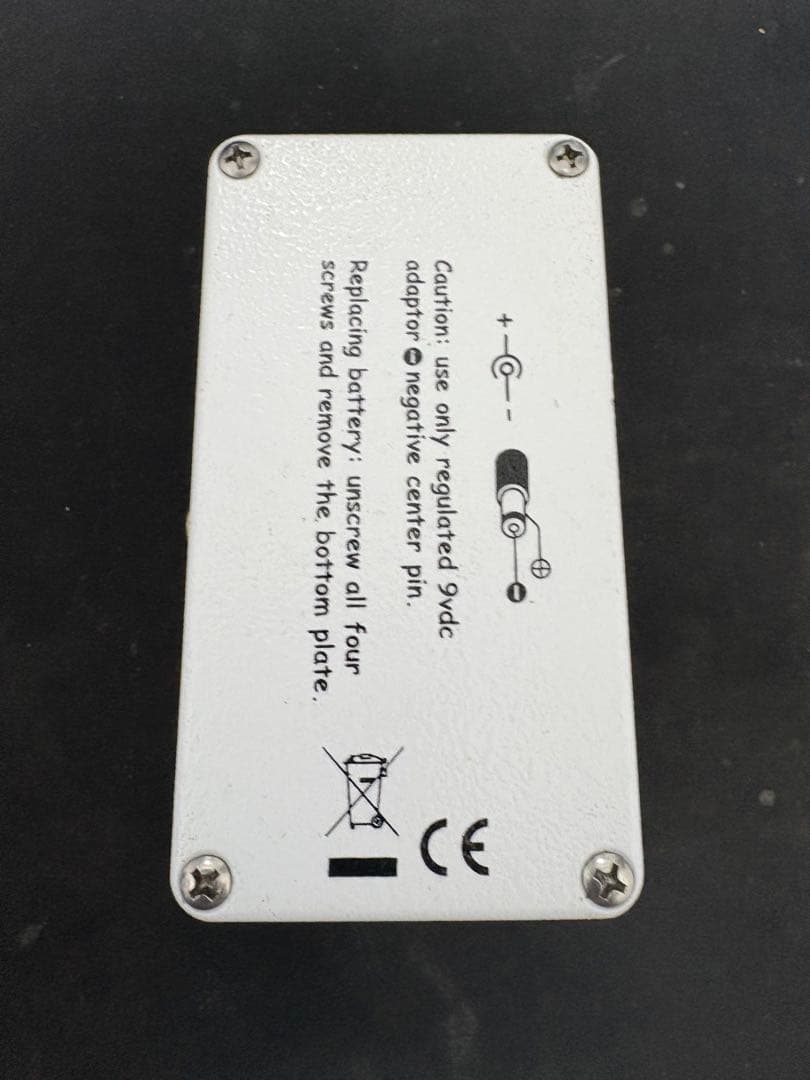 + -
+
-
Caution: use only regulated 9vdc
adaptor - negative center pin.
Replacing battery: unscrew all four
screws and remove the bottom plate.
CE